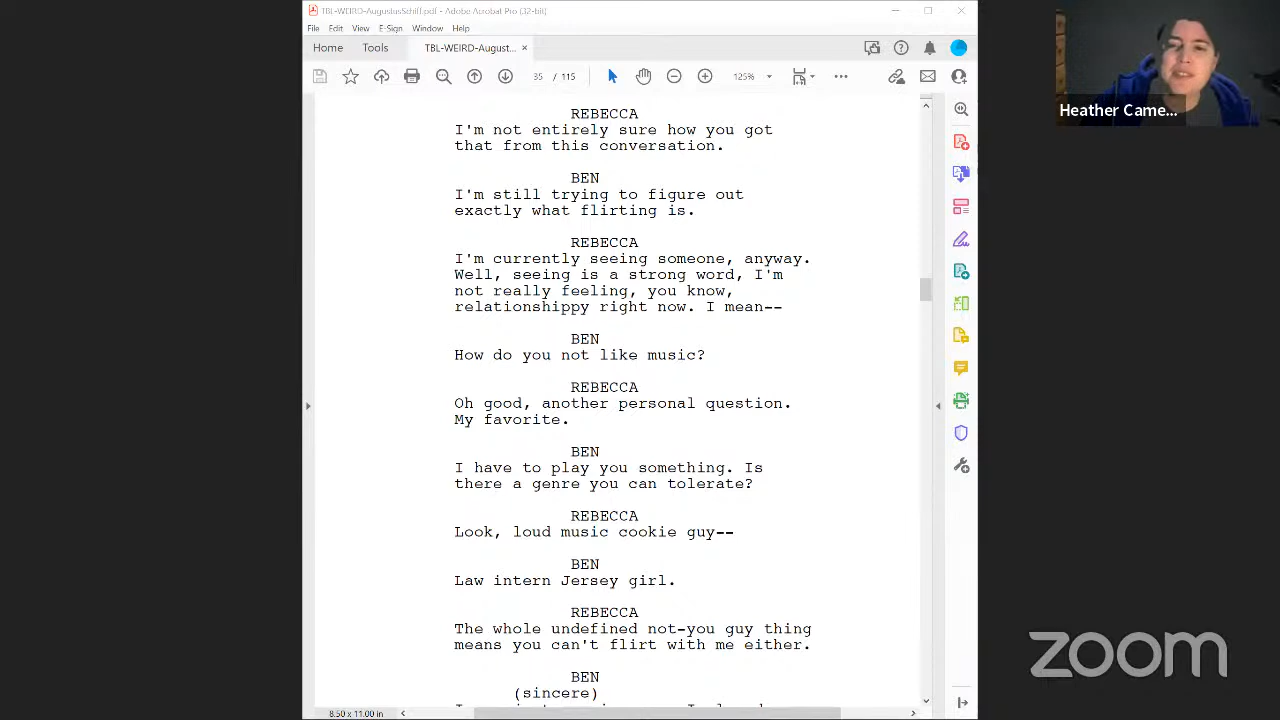 TBL-WEIRD-AugustusSchiff.pdf - Adobe Acrobat Pro (32-bit)
File Edit View E-Sign Window Help
Home Tools TBL-WEIRD-August... ×
35 / 115 125%
REBECCA
I'm not entirely sure how you got
that from this conversation.
BEN
I'm still trying to figure out
exactly what flirting is.
REBECCA
I'm currently seeing someone, anyway.
Well, seeing is a strong word, I'm
not really feeling, you know,
relationshippy right now. I mean--
BEN
How do you not like music?
REBECCA
Oh good, another personal question.
My favorite.
BEN
I have to play you something. Is
there a genre you can tolerate?
REBECCA
Look, loud music cookie guy--
BEN
Law intern Jersey girl.
REBECCA
The whole undefined not-you guy thing
means you can't flirt with me either.
BEN
(sincere)
8.50 x 11.00 in
Heather Came...
zoom